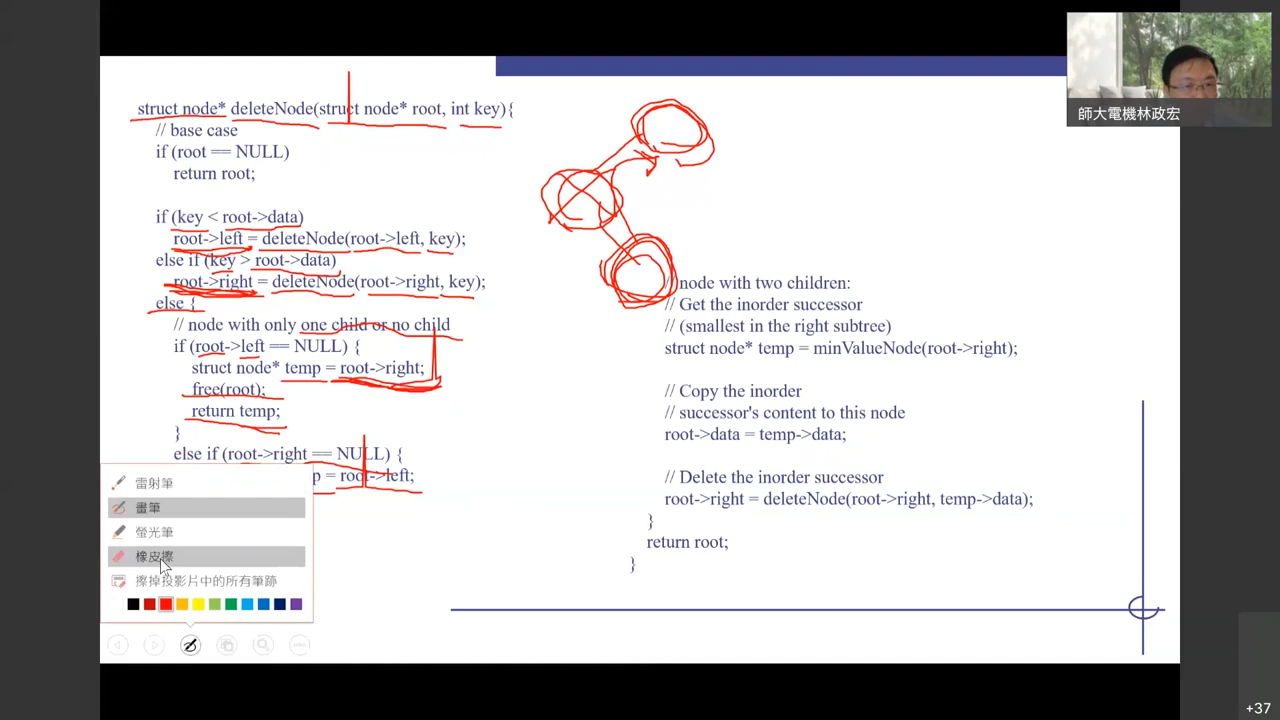 師大電機林政宏
struct node* deleteNode(struct node* root, int key){
// base case
if (root == NULL)
return root;
if (key < root->data)
root->left = deleteNode(root->left, key);
else if (key > root->data)
root->right = deleteNode(root->right, key);
else {
// node with only one child or no child
if (root->left == NULL) {
struct node* temp = root->right;
free(root);
return temp;
}
else if (root->right == NULL) {
p = root->left;
// node with two children:
// Get the inorder successor
// (smallest in the right subtree)
struct node* temp = minValueNode(root->right);
// Copy the inorder
// successor's content to this node
root->data = temp->data;
// Delete the inorder successor
root->right = deleteNode(root->right, temp->data);
}
return root;
}
雷射筆
畫筆
螢光筆
橡皮擦
擦掉投影片中的所有筆跡
+37